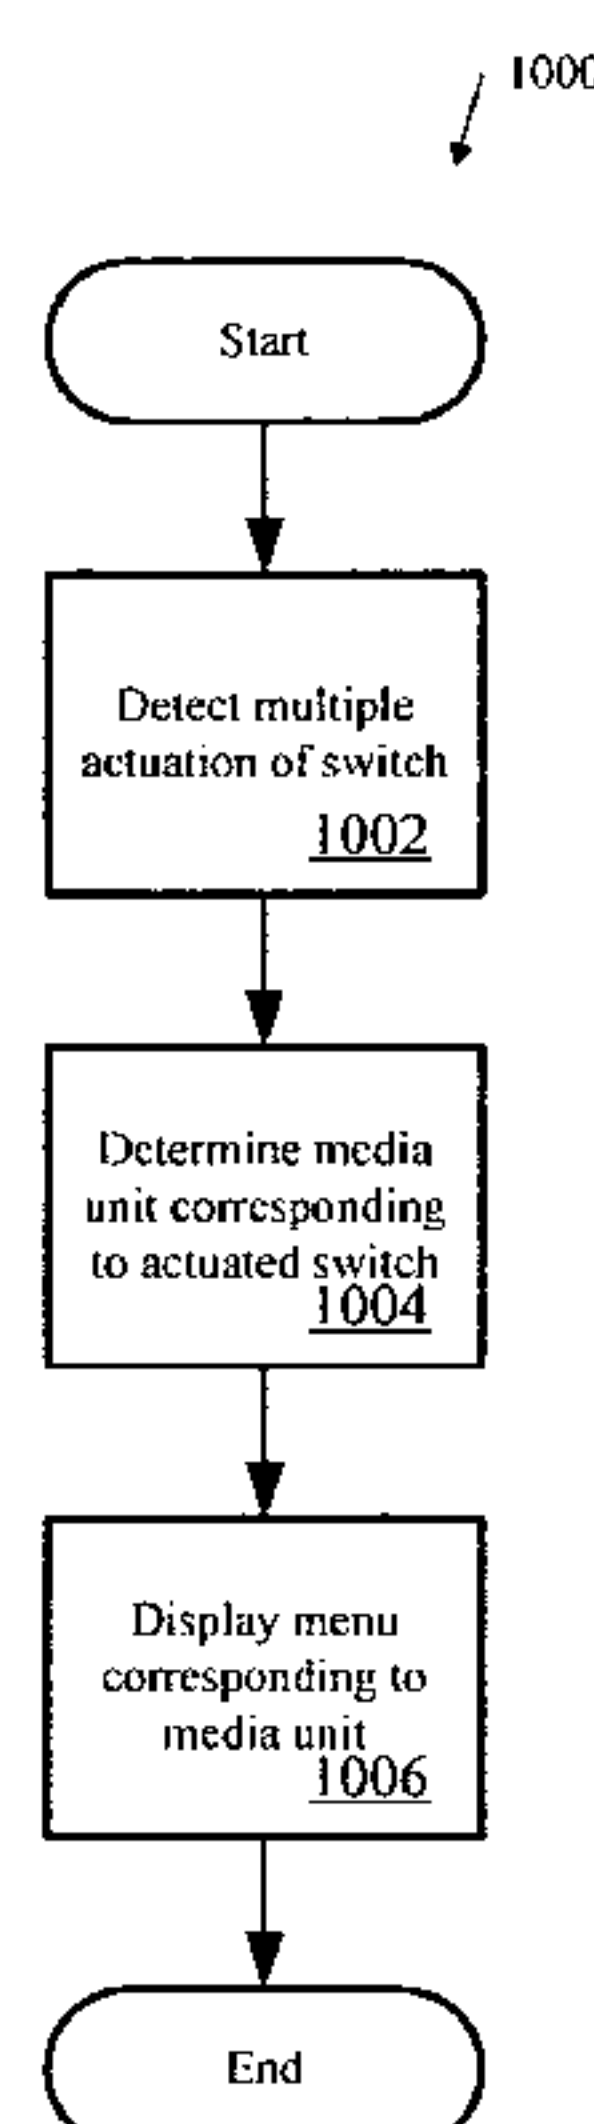 1000
Start
Detect multiple
actuation of switch
1002
Determine media
unit corresponding
to actuated switch
1004
Display menu
corresponding to
media unit
1006
End